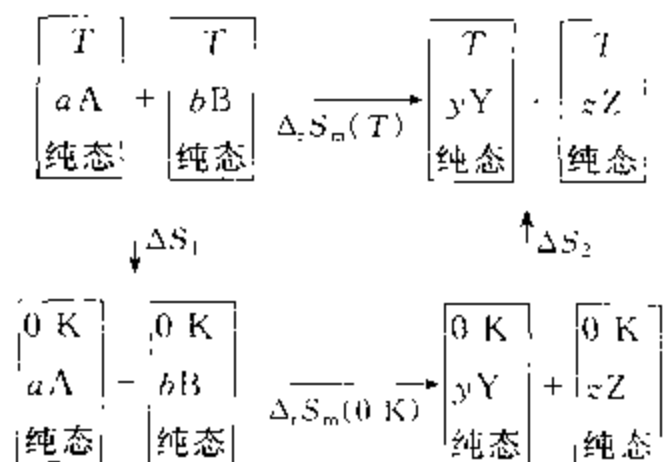 T T T T
aA + bB yY + zZ
纯态 纯态 ΔrSm(T) 纯态 纯态
ΔS1 ΔS2
0 K 0 K 0 K 0 K
aA + bB yY + zZ
纯态 纯态 ΔrSm(0 K) 纯态 纯态